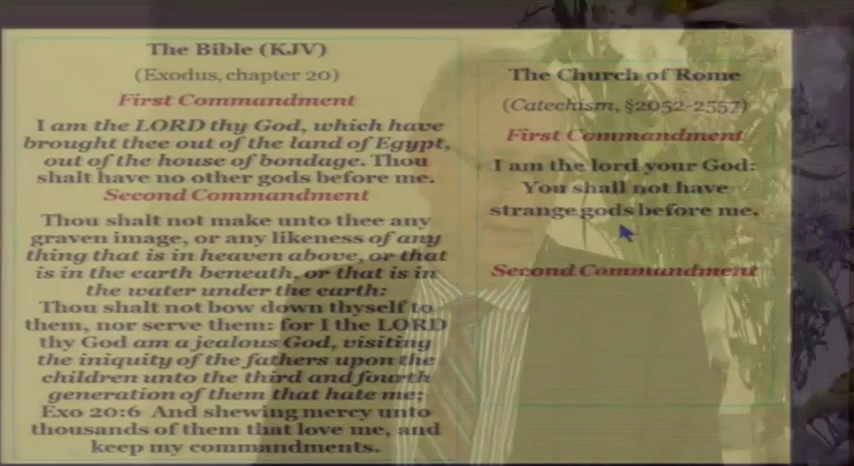 The Bible (KJV)
(Exodus, chapter 20)
First Commandment
I am the LORD thy God, which have
brought thee out of the land of Egypt,
out of the house of bondage. Thou
shalt have no other gods before me.
Second Commandment
Thou shalt not make unto thee any
graven image, or any likeness of any
thing that is in heaven above, or that
is in the earth beneath, or that is in
the water under the earth:
Thou shalt not bow down thyself to
them, nor serve them: for I the LORD
thy God am a jealous God, visiting
the iniquity of the fathers upon the
children unto the third and fourth
generation of them that hate me;
Exo 20:6 And shewing mercy unto
thousands of them that love me, and
keep my commandments.
The Church of Rome
(Catechism, §2052-2557)
First Commandment
I am the lord your God:
You shall not have
strange gods before me.
Second Commandment